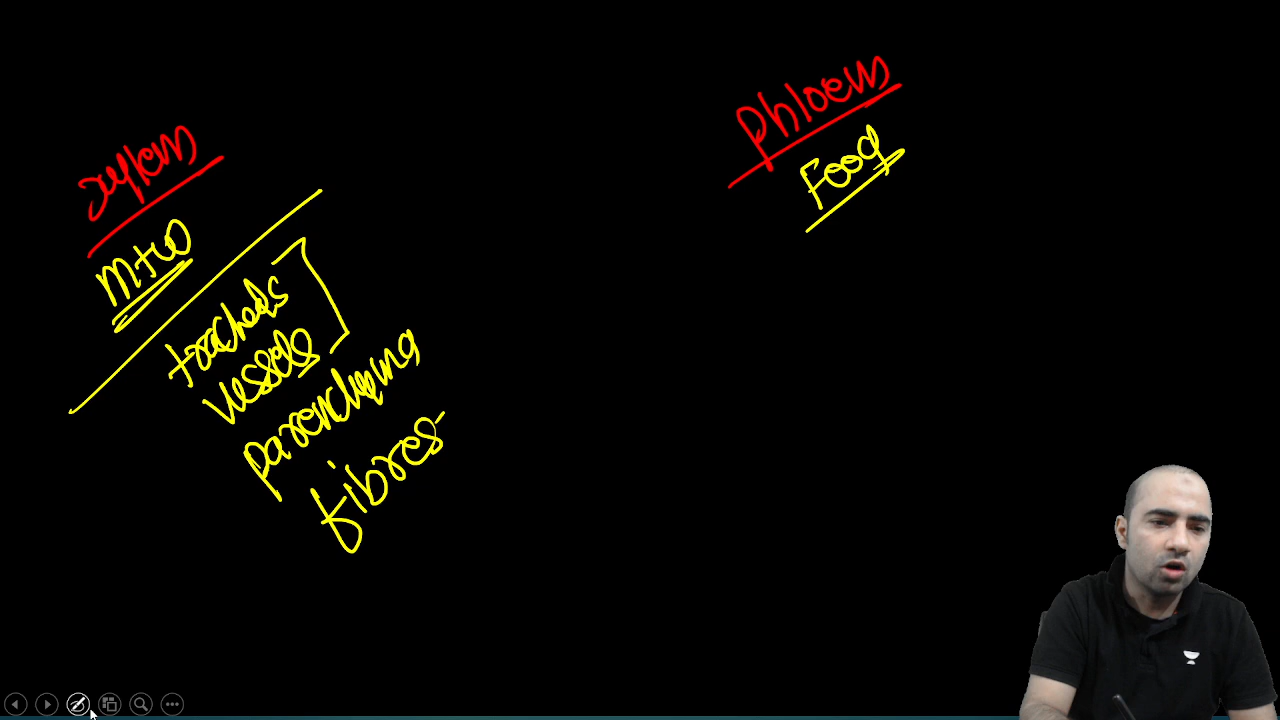 xylem
m+w
tracheids
vessels
parenchyma
fibres
Phloem
Food